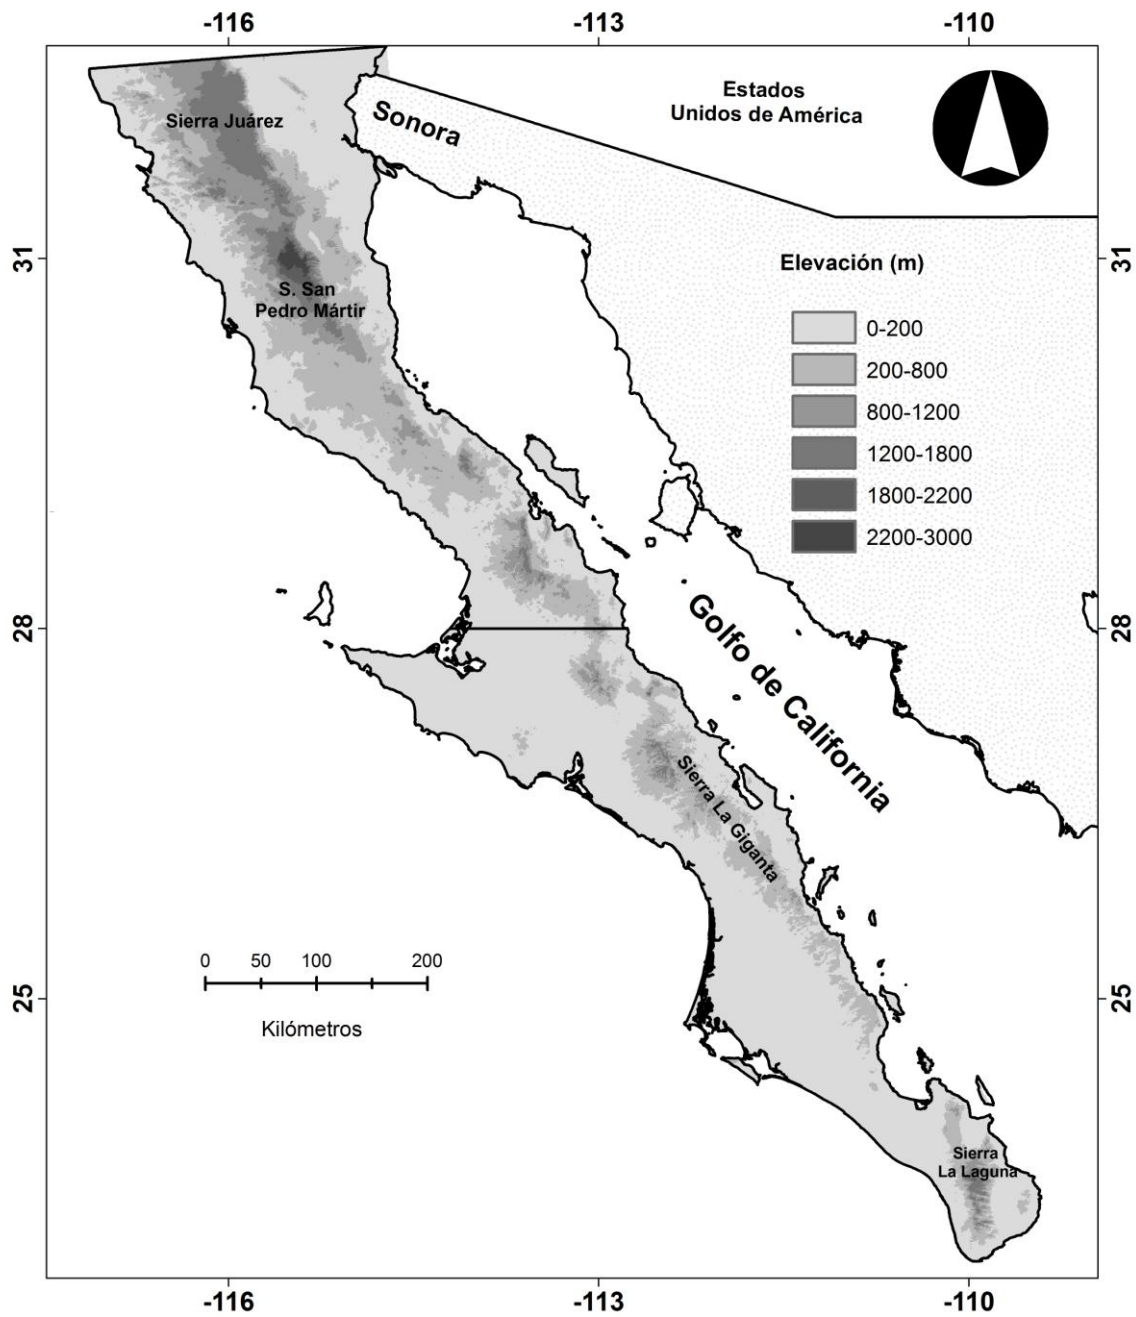 -116
-113
-110
Estados
Unidos de América
Sonora
Sierra Juárez
31
31
Elevación (m)
S. San
Pedro Mártir
0-200
200-800
800-1200
1200-1800
1800-2200
2200-3000
28
28
Golfo de California
Sierra La Giganta
0 50 100 200
Kilómetros
25
25
Sierra
La Laguna
-116
-113
-110